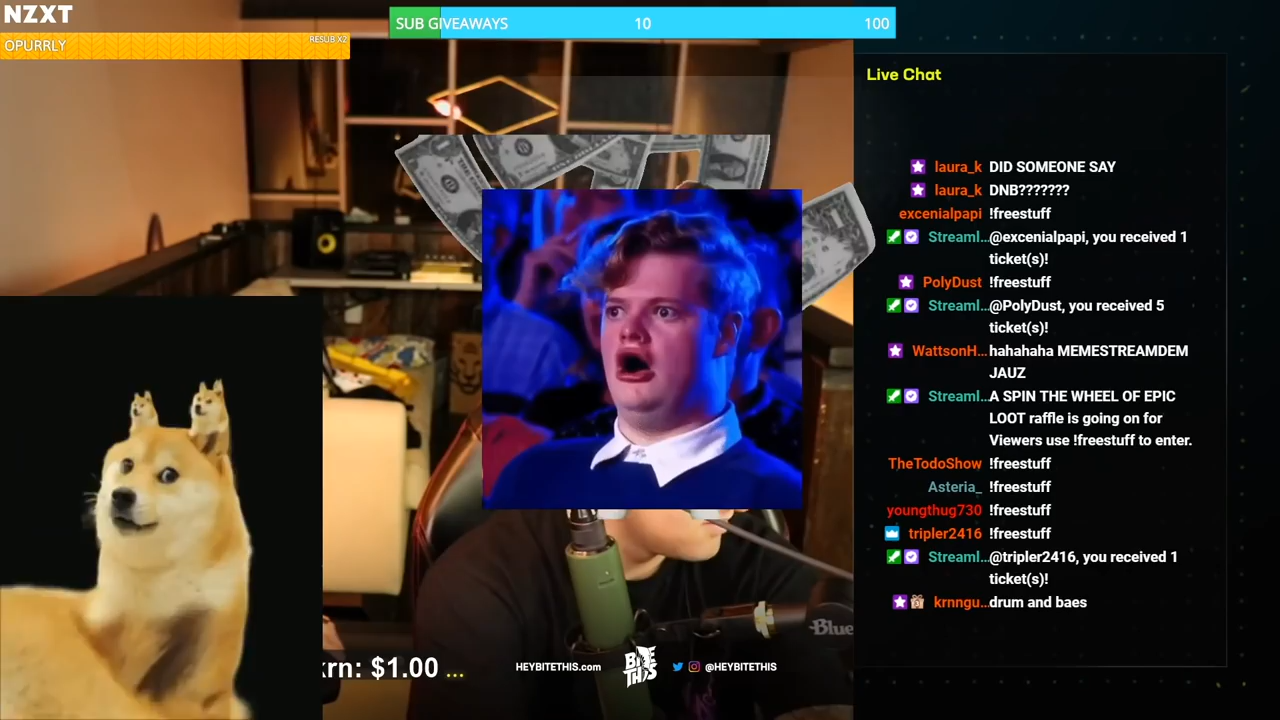 NZXT
OPURRLY
RESUB X2
SUB GIVEAWAYS 10 100
Live Chat
laura_k DID SOMEONE SAY
laura_k DNB???????
excenialpapi !freestuff
Streaml... @excenialpapi, you received 1
ticket(s)!
PolyDust !freestuff
Streaml... @PolyDust, you received 5
ticket(s)!
WattsonH... hahahaha MEMESTREAMDEM
JAUZ
Streaml... A SPIN THE WHEEL OF EPIC
LOOT raffle is going on for
Viewers use !freestuff to enter.
TheTodoShow !freestuff
Asteria_ !freestuff
youngthug730 !freestuff
tripler2416 !freestuff
Streaml... @tripler2416, you received 1
ticket(s)!
krnngu... drum and baes
Blue
krn: $1.00 ...
HEYBITETHIS.com
BITE
THIS
@HEYBITETHIS